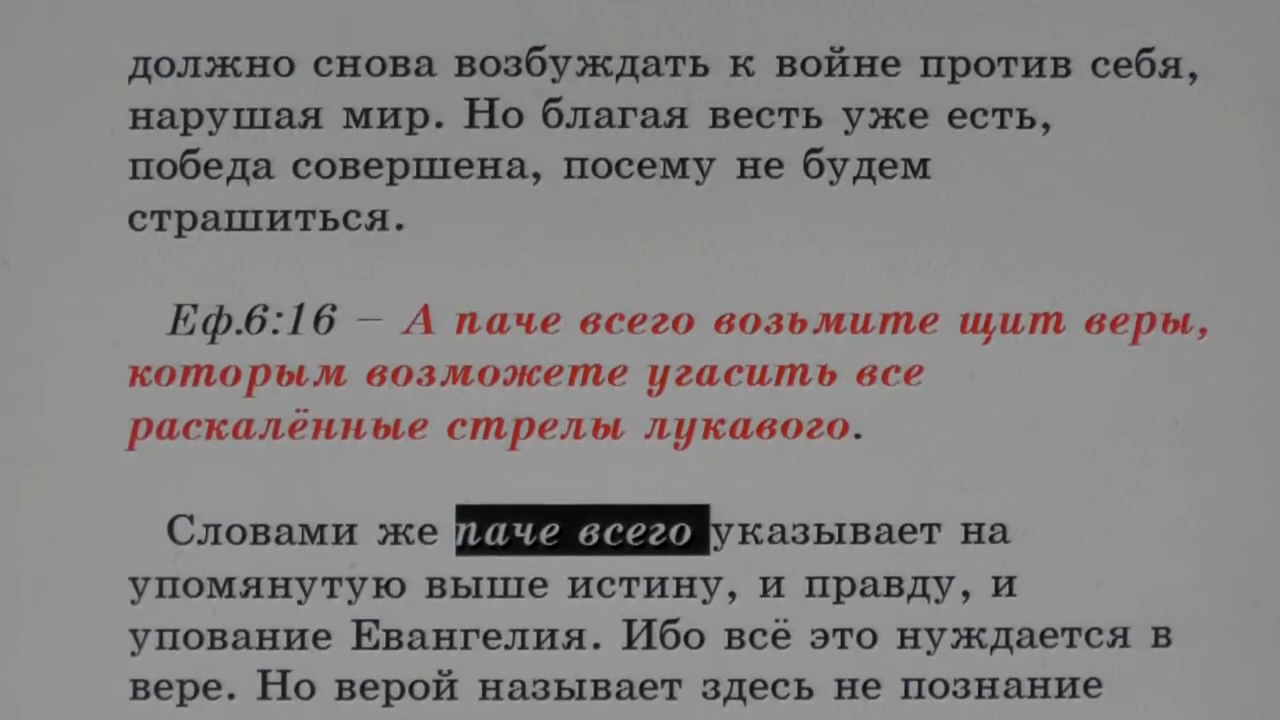 должно снова возбуждать к войне против себя,
нарушая мир. Но благая весть уже есть,
победа совершена, посему не будем
страшиться.
Еф.6:16 – А паче всего возьмите щит веры,
которым возможете угасить все
раскалённые стрелы лукавого.
Словами же паче всего указывает на
упомянутую выше истину, и правду, и
упование Евангелия. Ибо всё это нуждается в
вере. Но верой называет здесь не познание